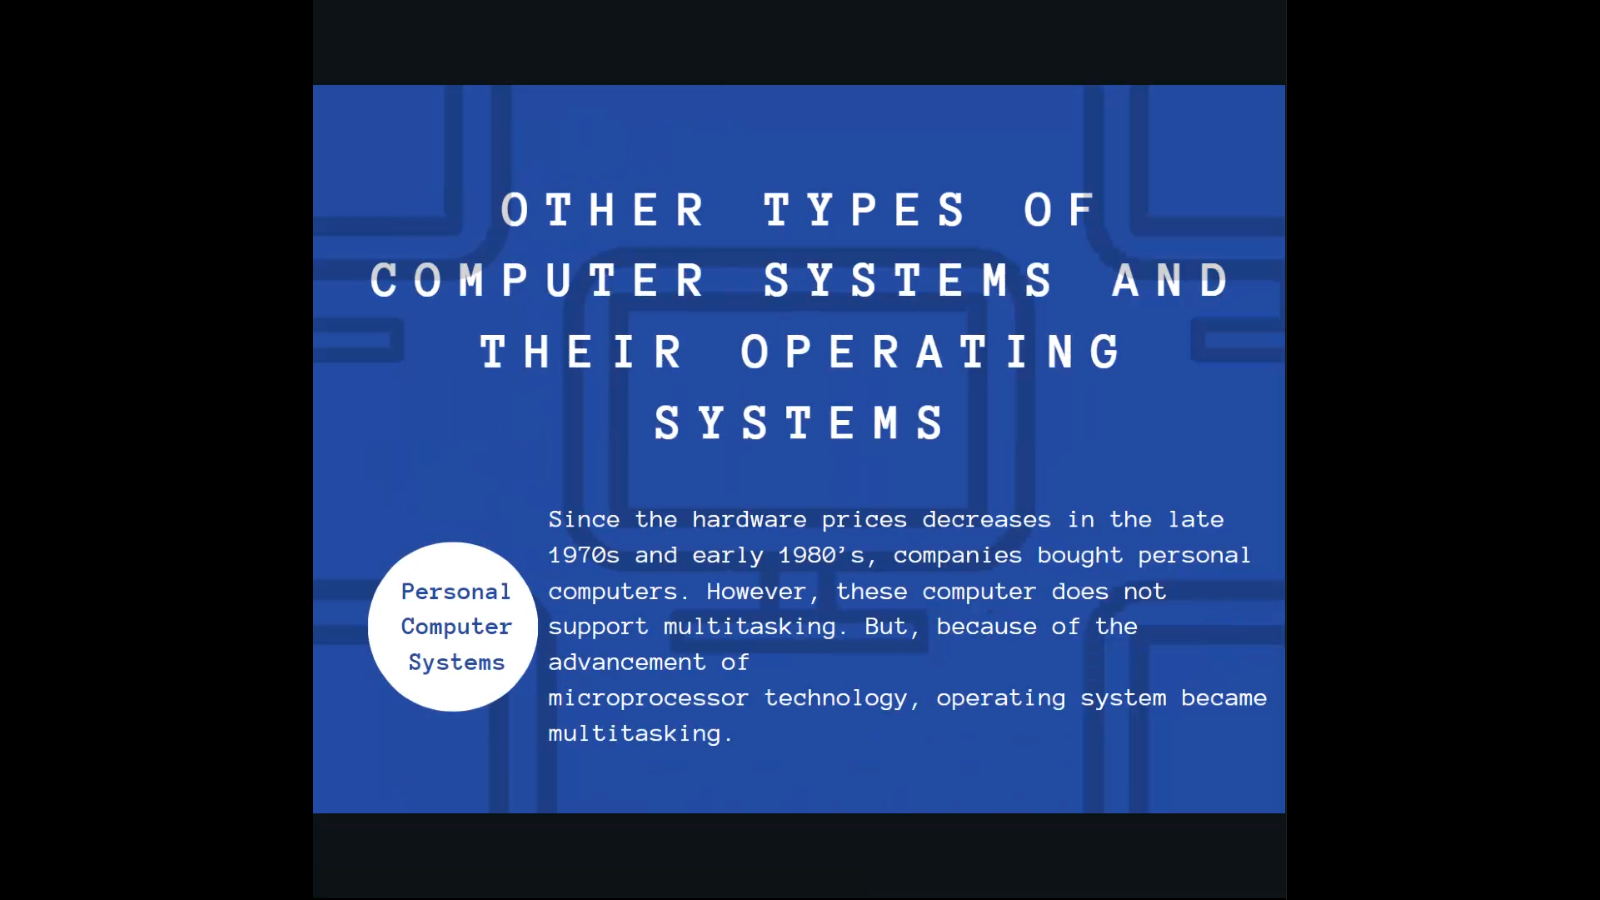 OTHER TYPES OF
COMPUTER SYSTEMS AND
THEIR OPERATING
SYSTEMS
Personal
Computer
Systems
Since the hardware prices decreases in the late
1970s and early 1980’s, companies bought personal
computers. However, these computer does not
support multitasking. But, because of the
advancement of
microprocessor technology, operating system became
multitasking.